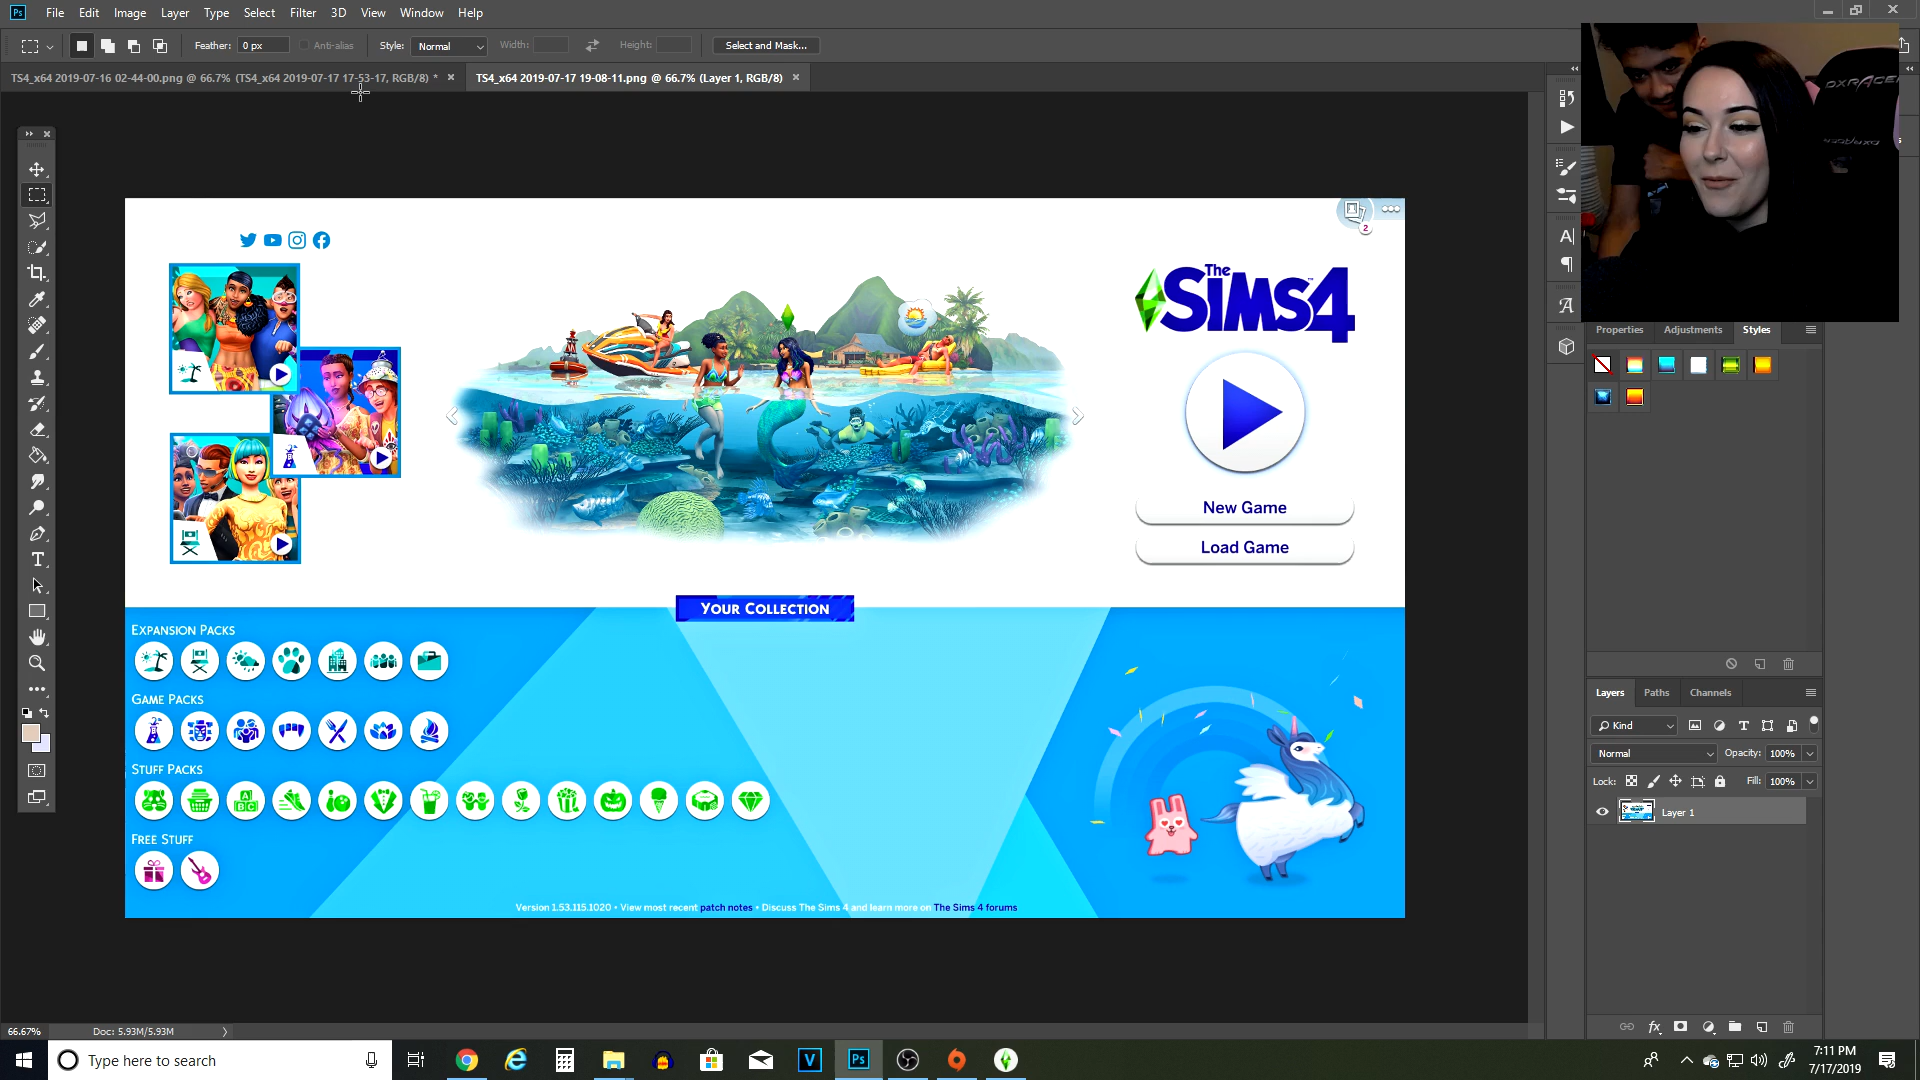 Ps File Edit Image Layer Type Select Filter 3D View Window Help
Feather: 0 px Anti-alias Style: Normal Width: Height: Select and Mask...
TS4_x64 2019-07-16 02-44-00.png @ 66.7% (TS4_x64 2019-07-17 17-53-17, RGB/8) *
TS4_x64 2019-07-17 19-08-11.png @ 66.7% (Layer 1, RGB/8)
DXRACER
2
The
SIMS4
New Game
Load Game
YOUR COLLECTION
EXPANSION PACKS
GAME PACKS
STUFF PACKS
ABC
FREE STUFF
Version 1.53.115.1020 • View most recent patch notes • Discuss The Sims 4 and learn more on The Sims 4 forums
Properties Adjustments Styles
Layers Paths Channels
Kind
Normal Opacity: 100%
Lock: Fill: 100%
Layer 1
fx
66.67% Doc: 5.93M/5.93M
Type here to search
V
Ps
7:11 PM
7/17/2019